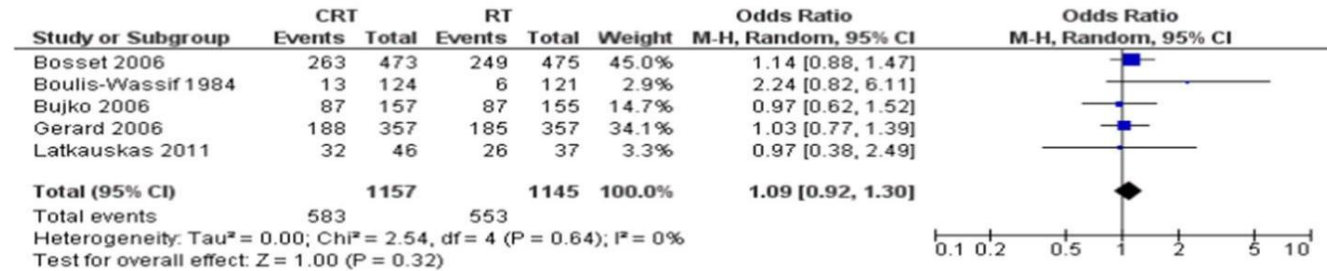 CRT RT Odds Ratio Odds Ratio
Study or Subgroup Events Total Events Total Weight M-H, Random, 95% CI M-H, Random, 95% CI
Bosset 2006 263 473 249 475 45.0% 1.14 [0.88, 1.47]
Boulis-Wassif 1984 13 124 6 121 2.9% 2.24 [0.82, 6.11]
Bujko 2006 87 157 87 155 14.7% 0.97 [0.62, 1.52]
Gerard 2006 188 357 185 357 34.1% 1.03 [0.77, 1.39]
Latkauskas 2011 32 46 26 37 3.3% 0.97 [0.38, 2.49]
Total (95% CI) 1157 1145 100.0% 1.09 [0.92, 1.30]
Total events 583 553
Heterogeneity: Tau² = 0.00; Chi² = 2.54, df = 4 (P = 0.64); I² = 0%
Test for overall effect: Z = 1.00 (P = 0.32)
0.1 0.2 0.5 1 2 5 10